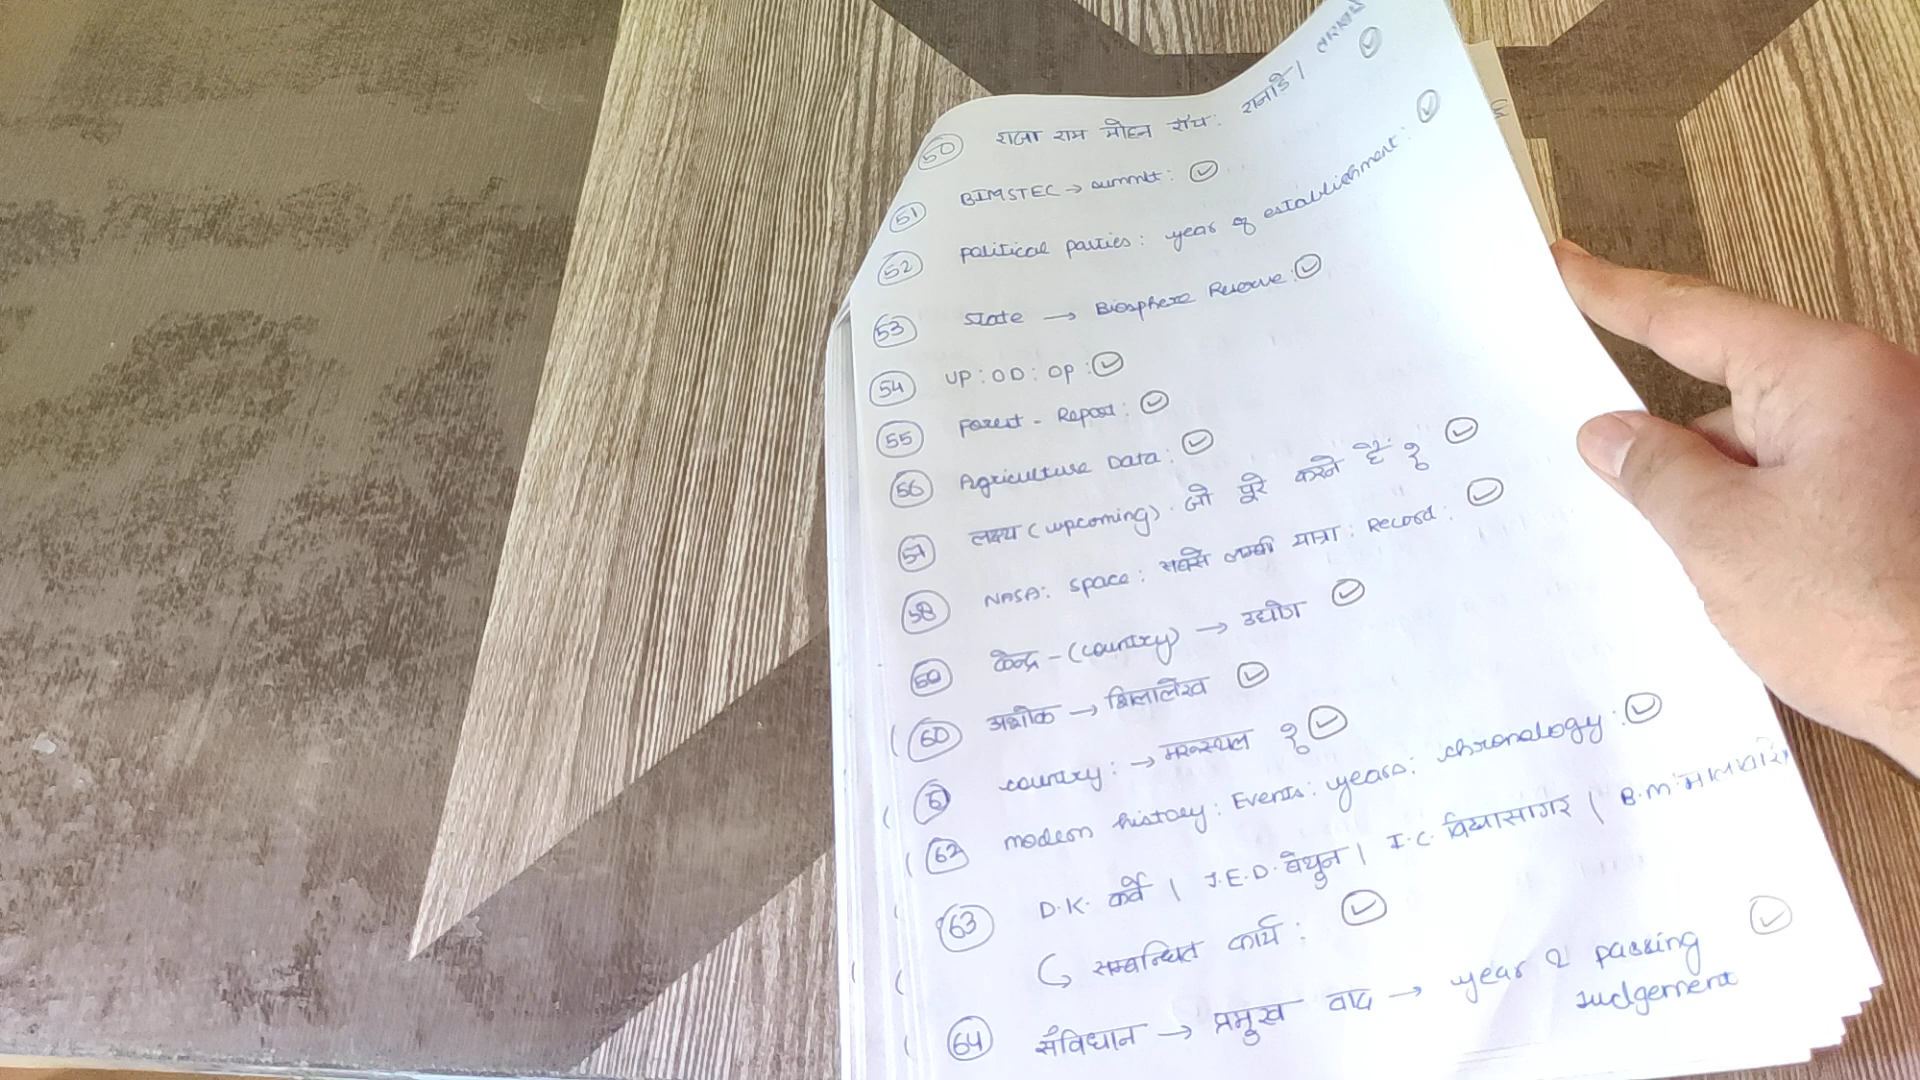 50 राजा राम मोहन रॉय: रानाडे |
51 BIMSTEC → summit:
52 political parties: year of establishment:
53 State → Biosphere Reserve:
54 UP: OD: OP:
55 Forest - Report:
56 Agriculture Data:
57 लक्ष्य (upcoming). जो पूरे करने हैं ?
58 NASA: Space: सबसे लम्बी यात्रा: Record:
59 केन्द्र - (country) → उद्योग
60 अशोक → शिलालेख
61 country: → मरूस्थल ?
62 modern history: Events: years: chronology:
63 D.K. कर्वे | J.E.D. बेथुन | I.C. विद्यासागर | B.M. मालाबारी
↳ सम्बन्धित कार्य:
64 संविधान → प्रमुख वाद → year & passing
Judgement